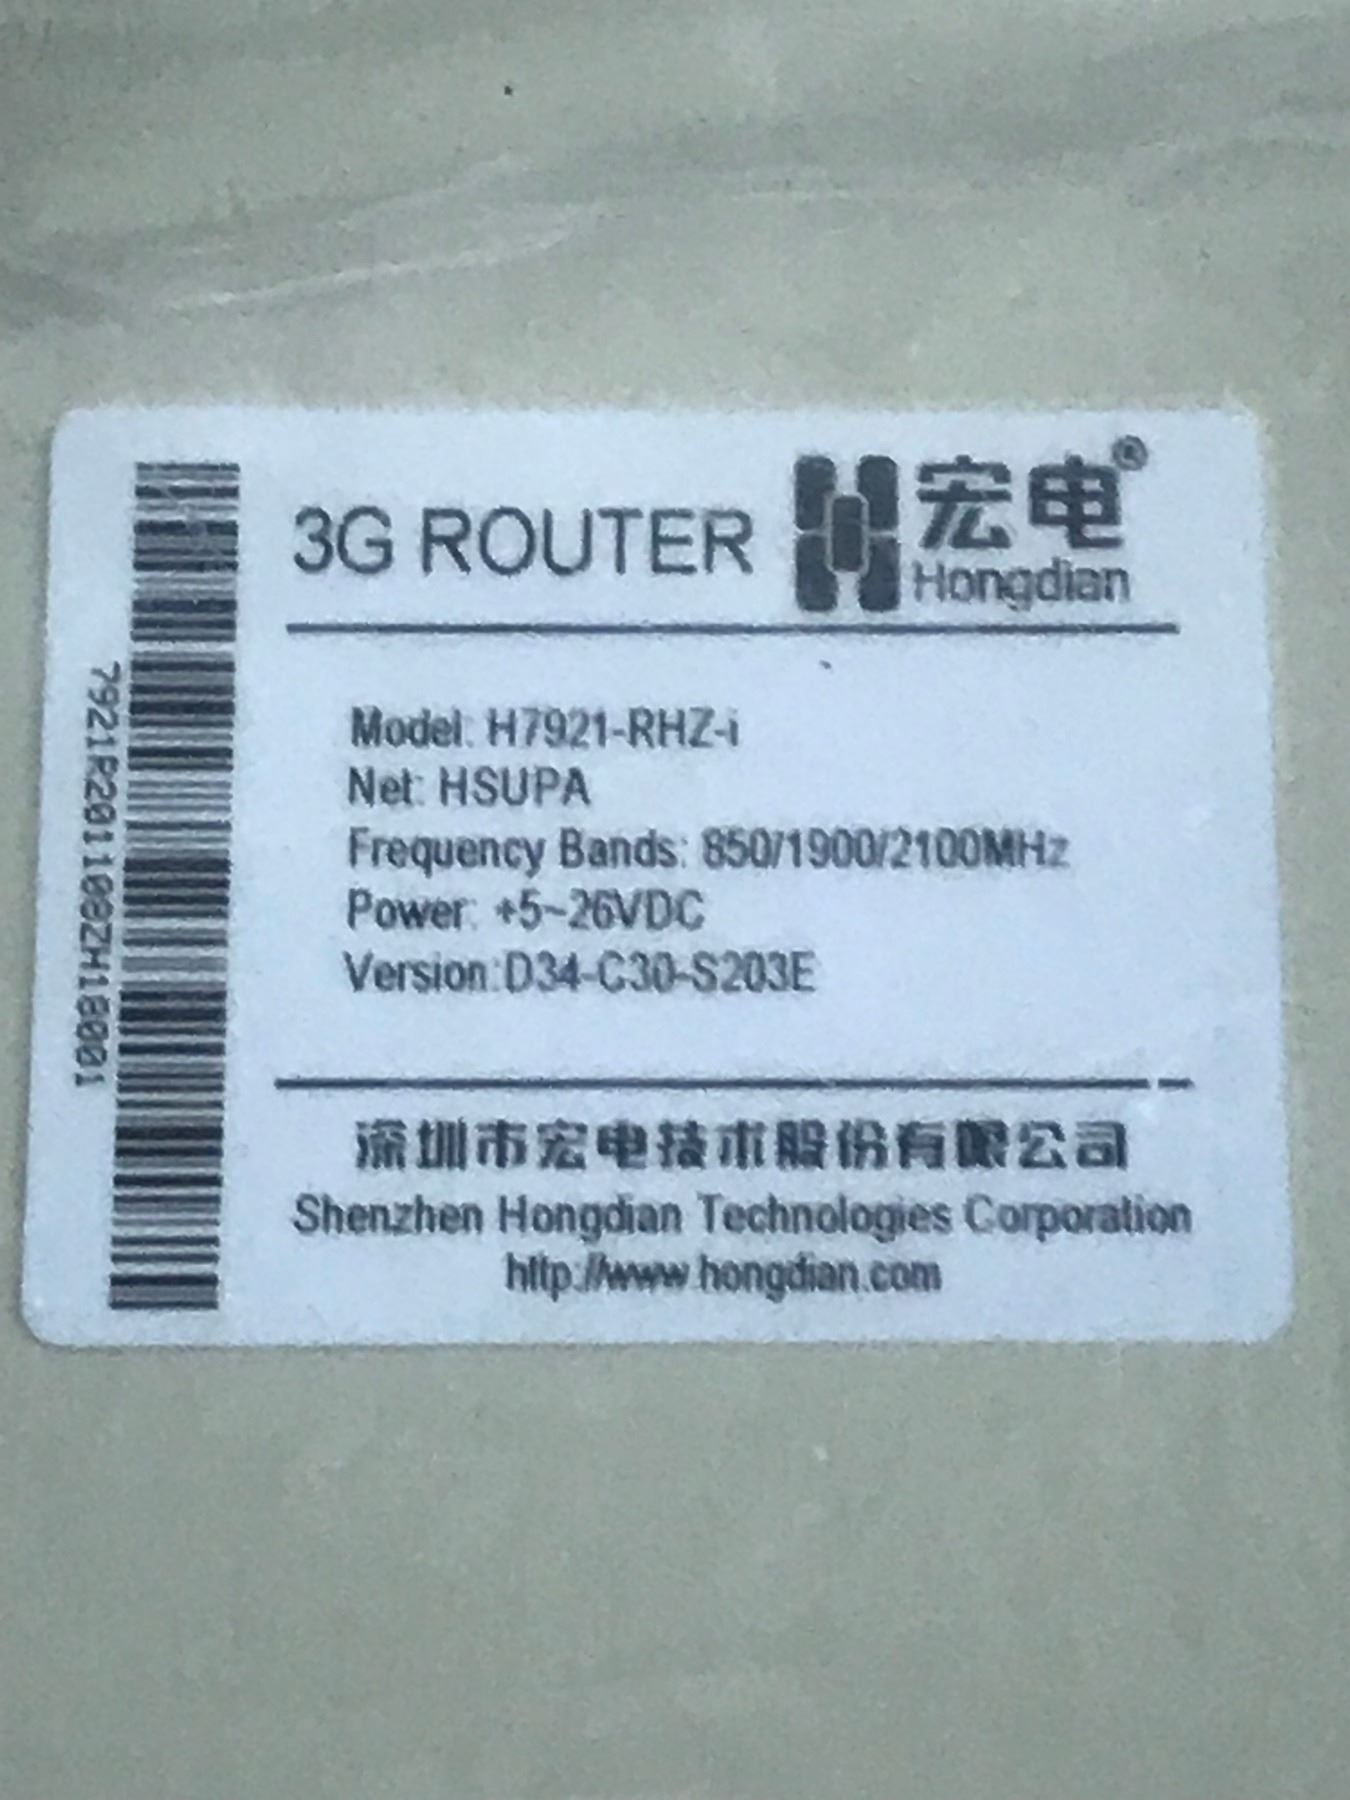 3G ROUTER
宏电®
Hongdian
Model: H7921-RHZ-i
Net: HSUPA
Frequency Bands: 850/1900/2100MHz
Power: +5~26VDC
Version:D34-C30-S203E
深圳市宏电技术股份有限公司
Shenzhen Hongdian Technologies Corporation
http://www.hongdian.com
7921R201108ZH18001